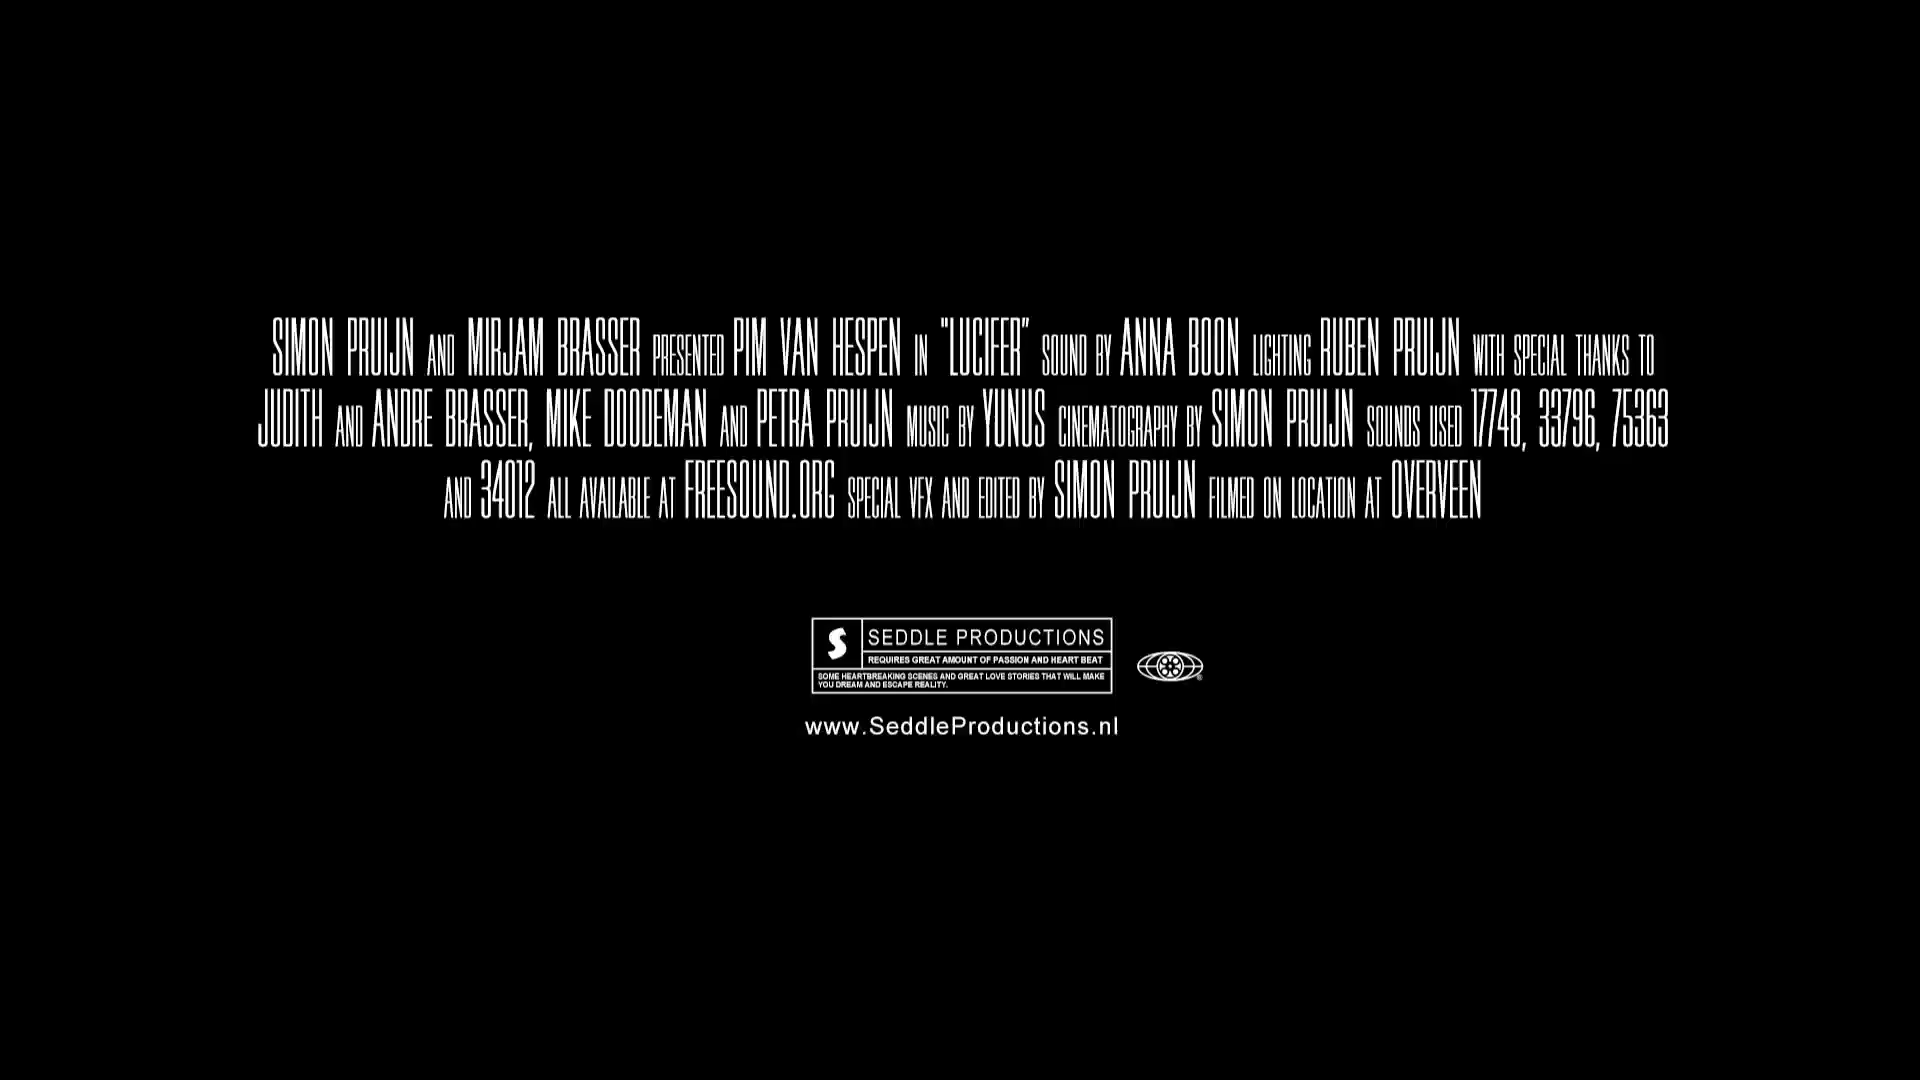 SIMON PRUIJN AND MIRJAM BRASSER PRESENTED PIM VAN HESPEN IN "LUCIFER" SOUND BY ANNA BOON LIGHTING RUBEN PRUIJN WITH SPECIAL THANKS TO
JUDITH AND ANDRE BRASSER, MIKE DOODEMAN AND PETRA PRUIJN MUSIC BY YUNUS CINEMATOGRAPHY BY SIMON PRUIJN SOUNDS USED 17748, 33796, 75363
AND 34012 ALL AVAILABLE AT FREESOUND.ORG SPECIAL VFX AND EDITED BY SIMON PRUIJN FILMED ON LOCATION AT OVERVEEN
S SEDDLE PRODUCTIONS
REQUIRES GREAT AMOUNT OF PASSION AND HEART BEAT
SOME HEARTBREAKING SCENES AND GREAT LOVE STORIES THAT WILL MAKE
YOU DREAM AND ESCAPE REALITY.
®
www.SeddleProductions.nl